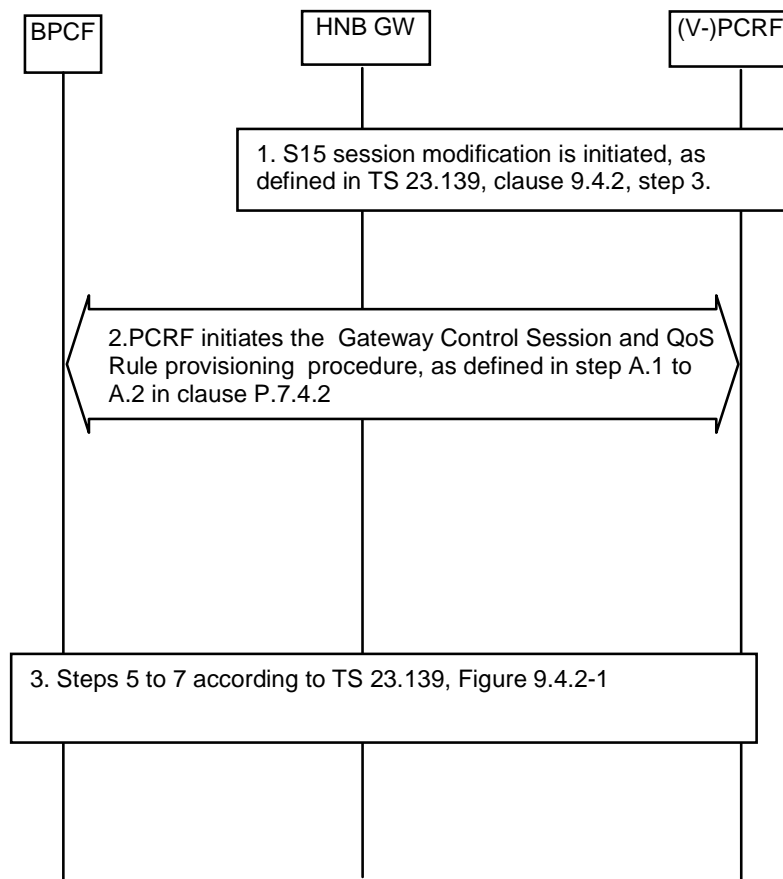 BPCF
HNB GW
(V-)PCRF
1. S15 session modification is initiated, as
defined in TS 23.139, clause 9.4.2, step 3.
2.PCRF initiates the  Gateway Control Session and QoS
Rule provisioning  procedure, as defined in step A.1 to
A.2 in clause P.7.4.2
3. Steps 5 to 7 according to TS 23.139, Figure 9.4.2-1